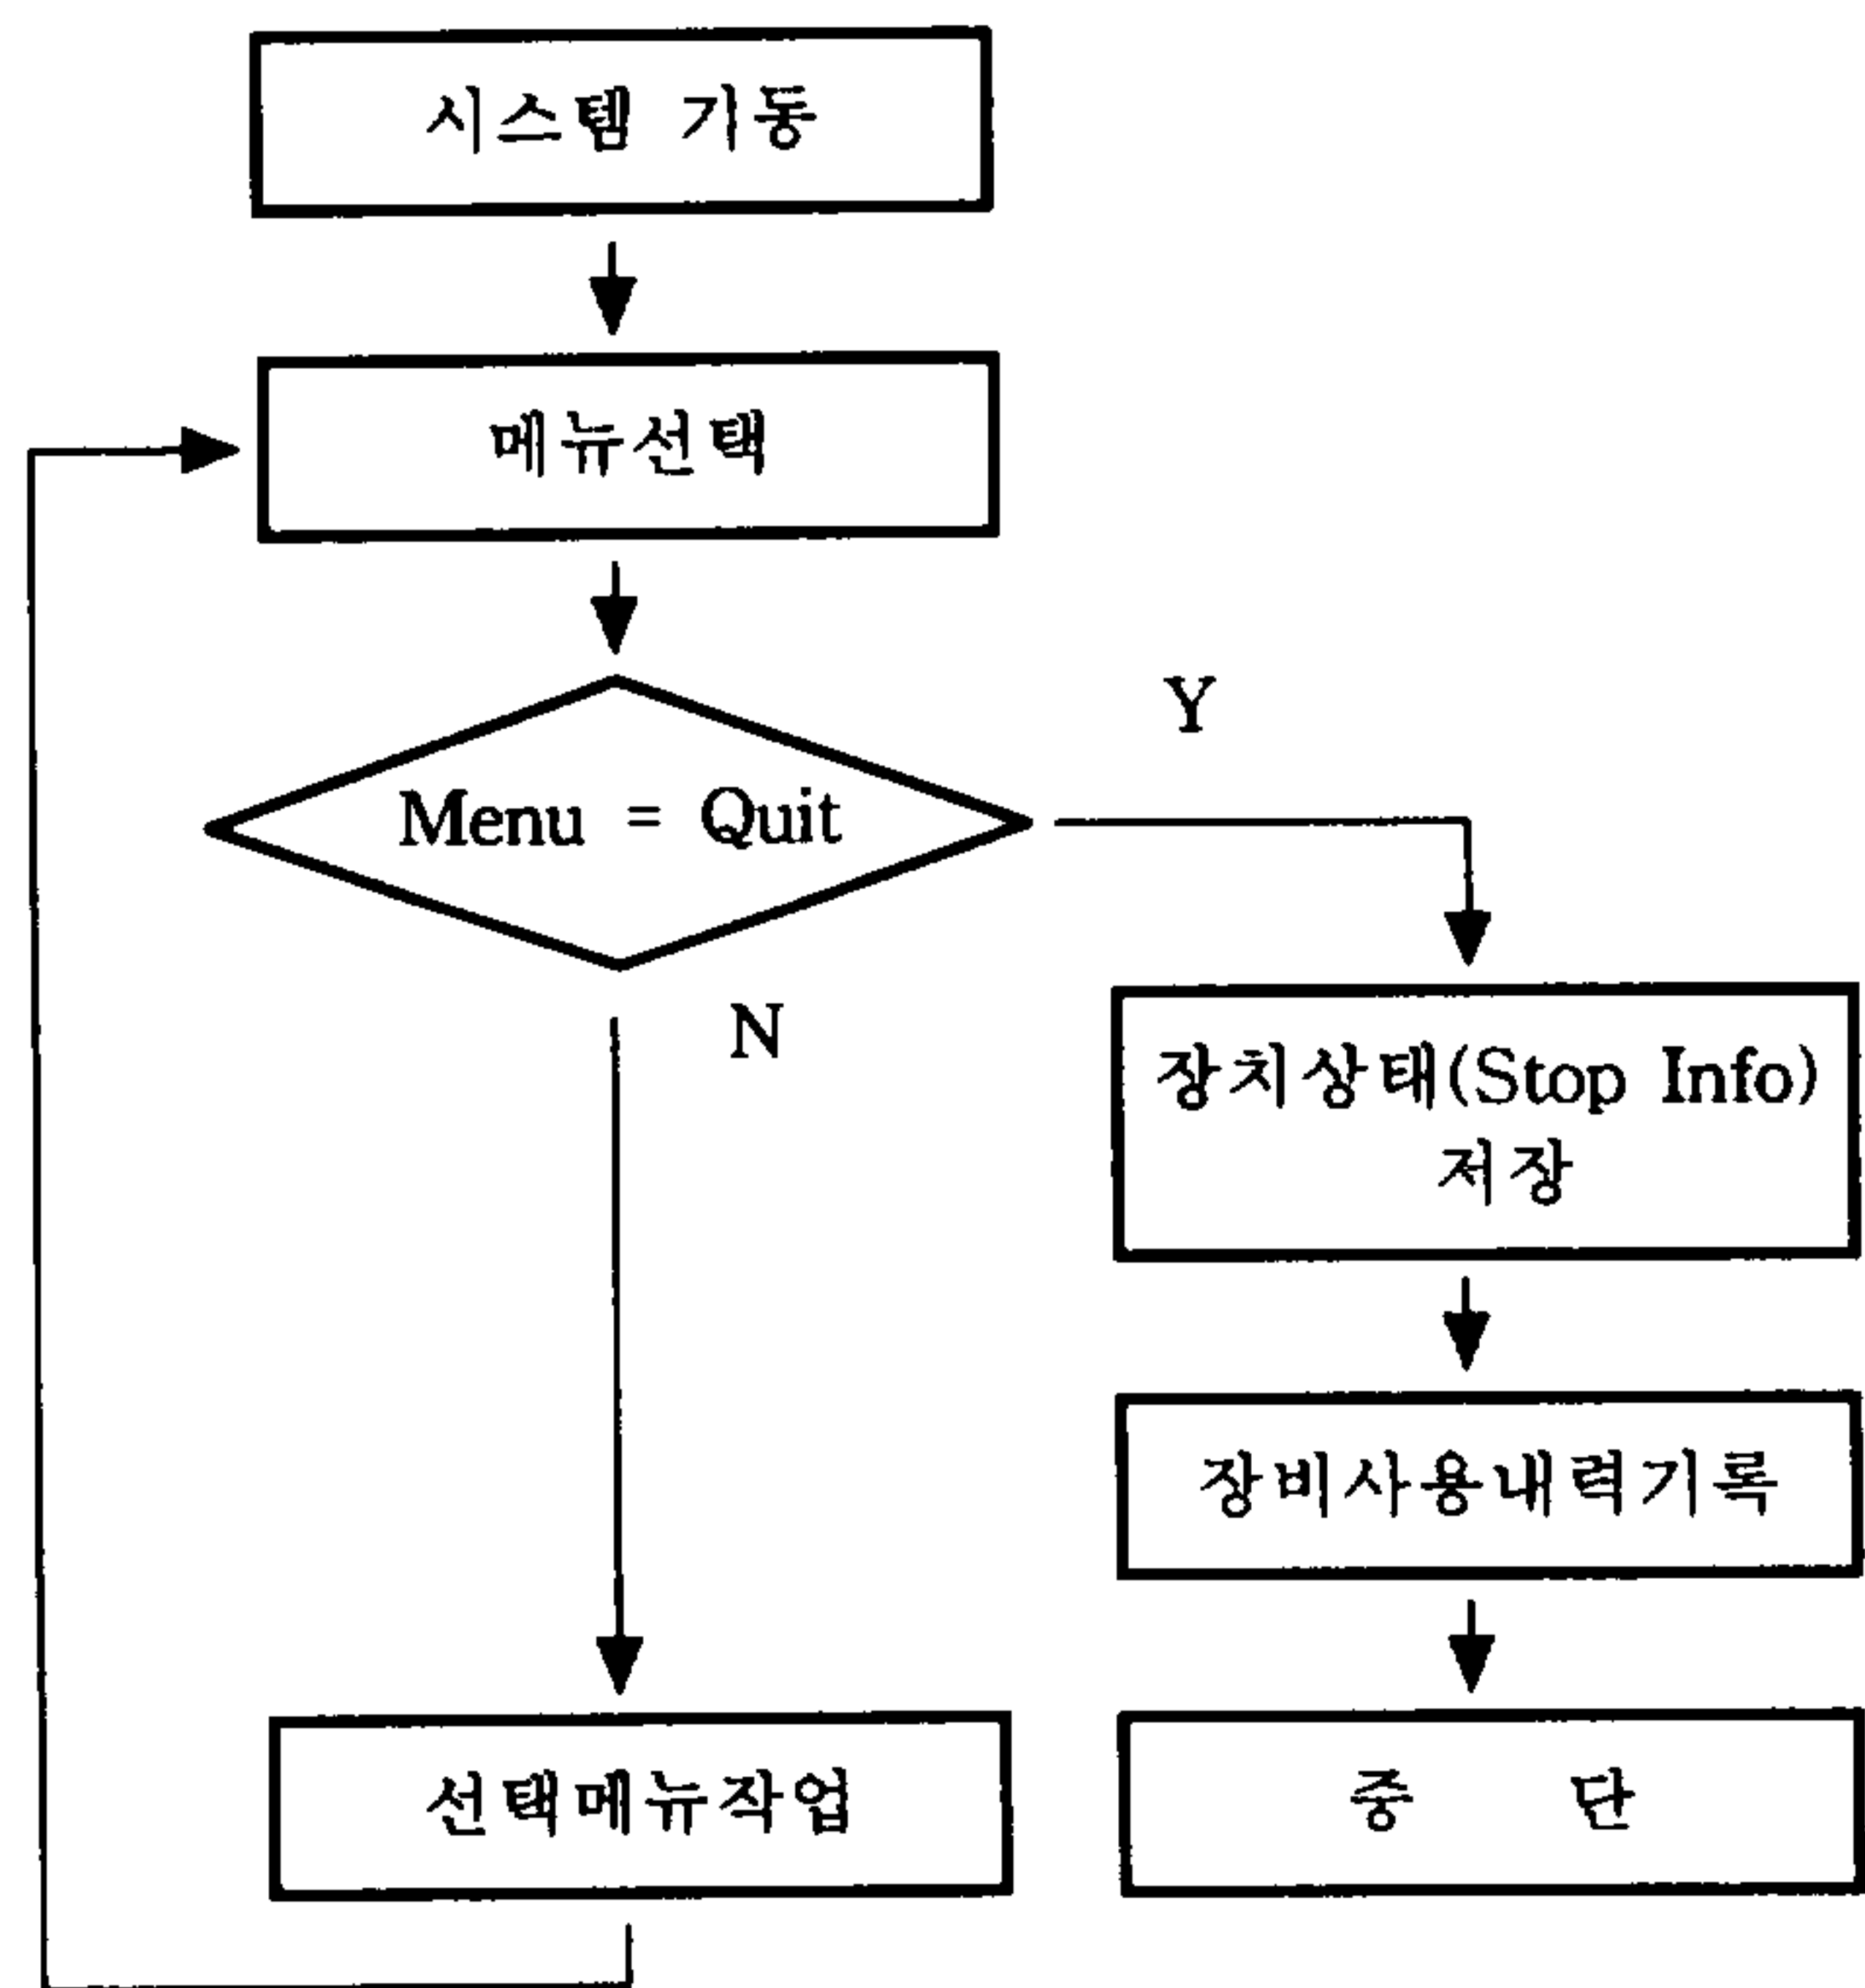 시스템 기동
메뉴선택
Menu = Quit
Y
N
장치상태(Stop Info)
저장
장비사용내력기록
선택메뉴작업
중 단